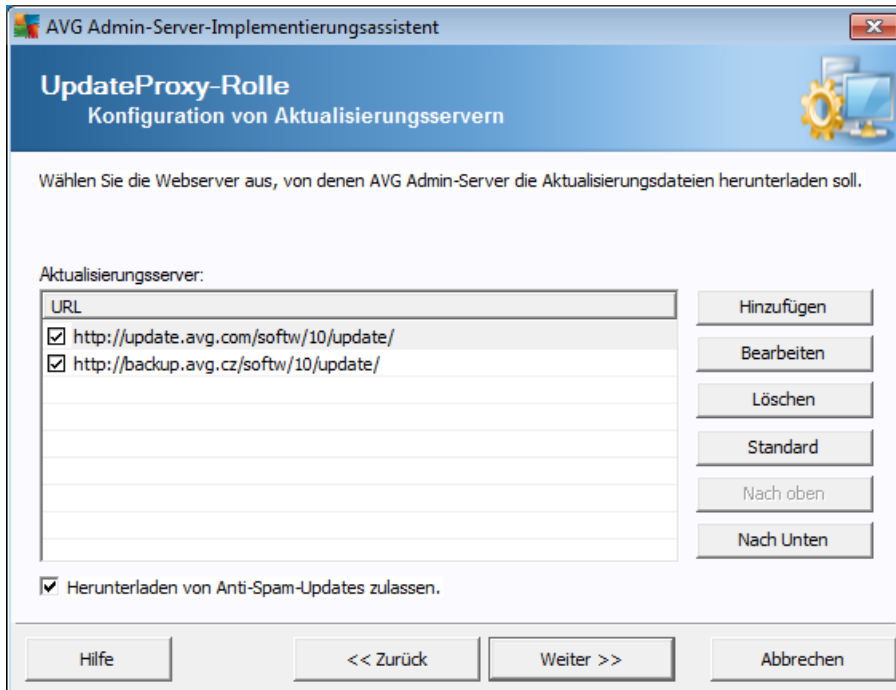 AVG Admin-Server-Implementierungsassistent
UpdateProxy-Rolle
Konfiguration von Aktualisierungsservern
Wählen Sie die Webserver aus, von denen AVG Admin-Server die Aktualisierungsdateien herunterladen soll.
Aktualisierungsserver:
URL
http://update.avg.com/softw/10/update/
http://backup.avg.cz/softw/10/update/
Hinzufügen
Bearbeiten
Löschen
Standard
Nach oben
Nach Unten
Herunterladen von Anti-Spam-Updates zulassen.
Hilfe
<< Zurück
Weiter >>
Abbrechen